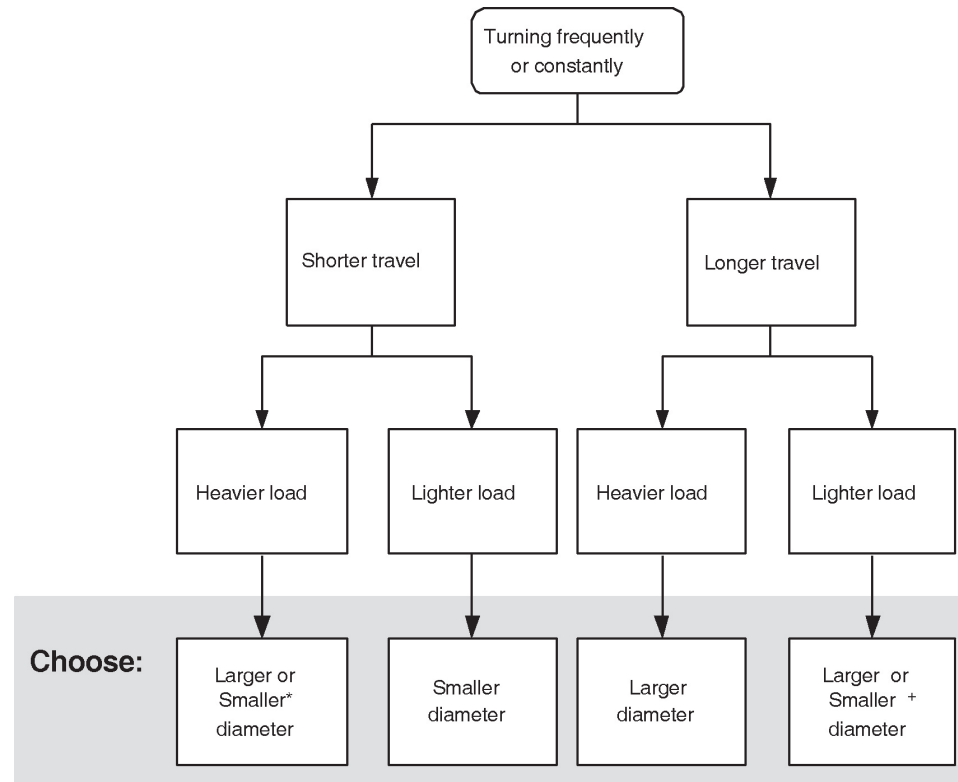 Turning frequently
or constantly
Shorter travel
Longer travel
Heavier load
Lighter load
Heavier load
Lighter load
Choose:
Larger or
Smaller*
diameter
Smaller
diameter
Larger
diameter
Larger or
Smaller +
diameter